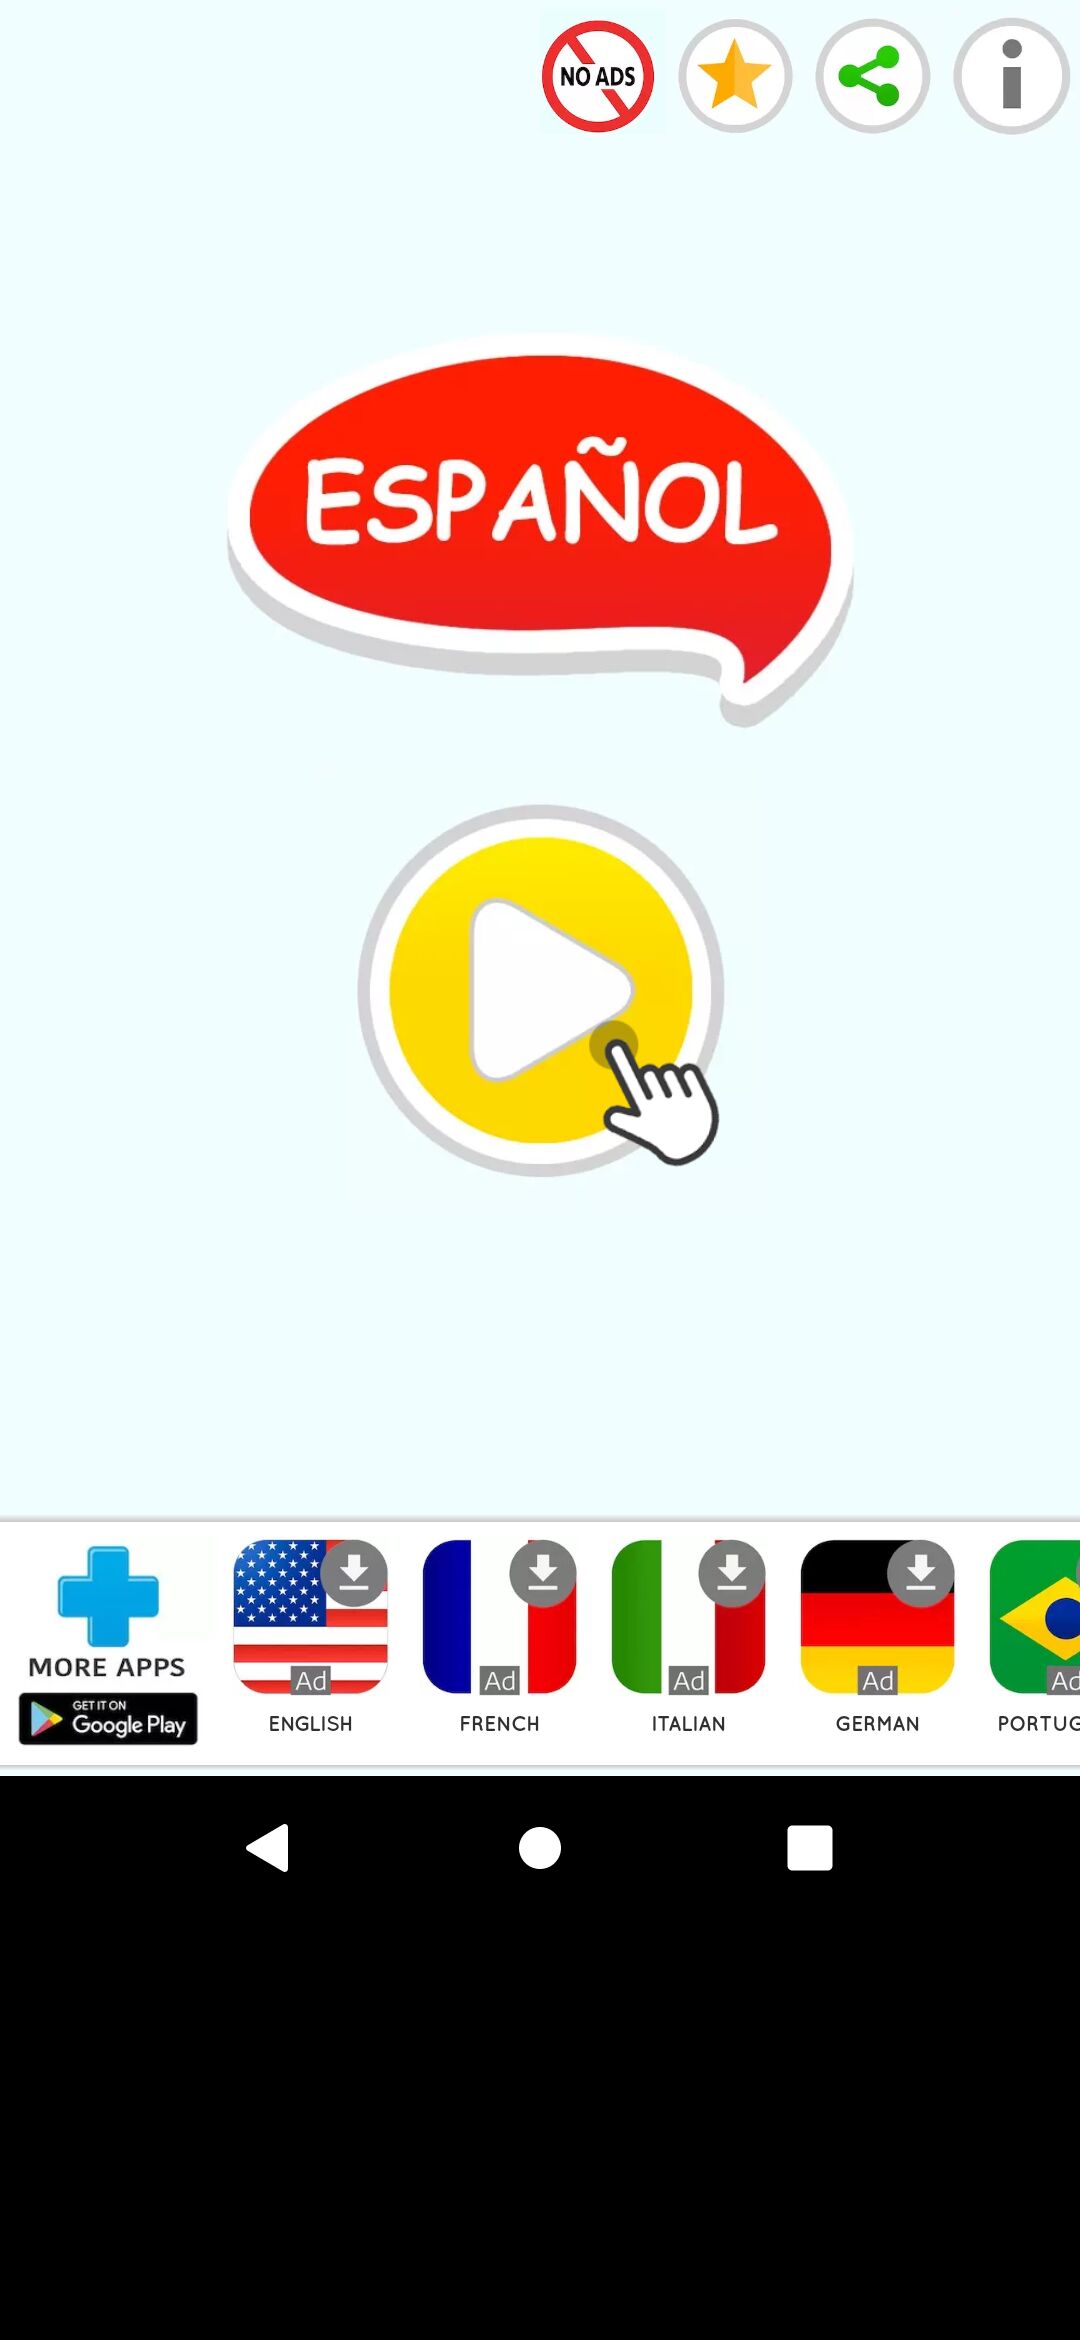 NO ADS
ESPAÑOL
MORE APPS
GET IT ON
Google Play
Ad
ENGLISH
Ad
FRENCH
Ad
ITALIAN
Ad
GERMAN
Ad
PORTUG